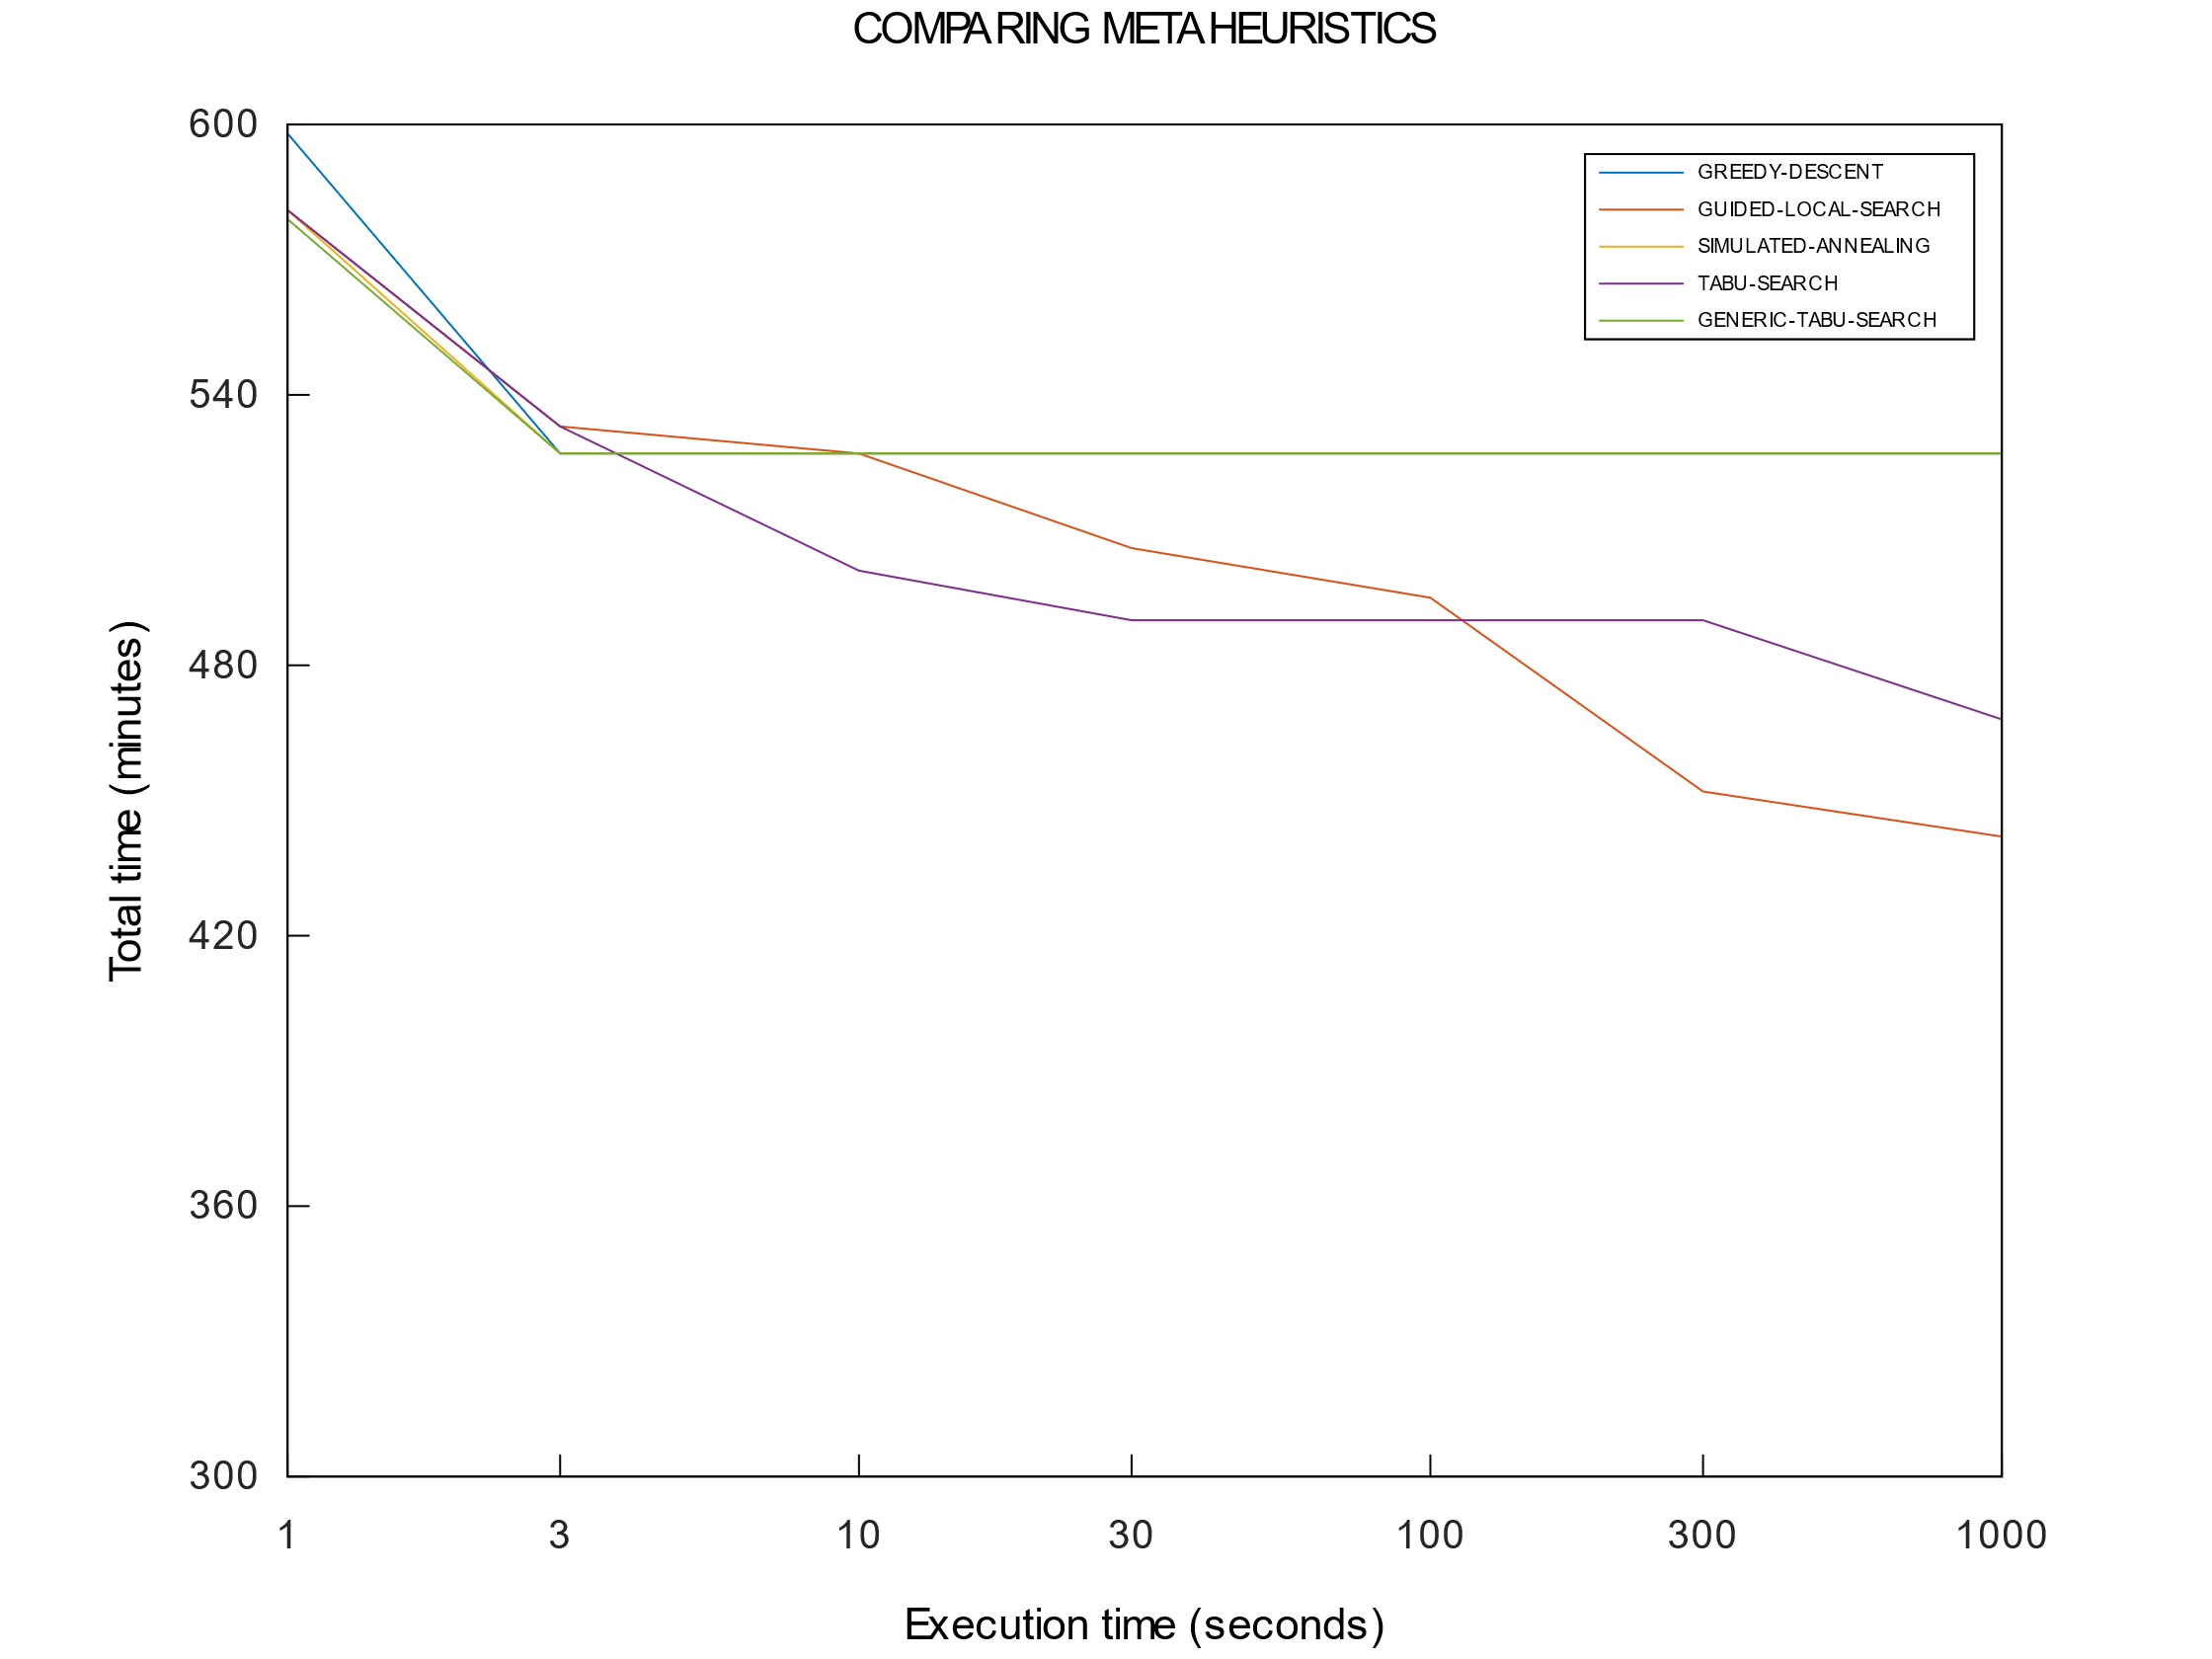 COMPARING METAHEURISTICS
600
540
480
420
360
300
Total time (minutes)
GREEDY-DESCENT
GUIDED-LOCAL-SEARCH
SIMULATED-ANNEALING
TABU-SEARCH
GENERIC-TABU-SEARCH
1 3 10 30 100 300 1000
Execution time (seconds)